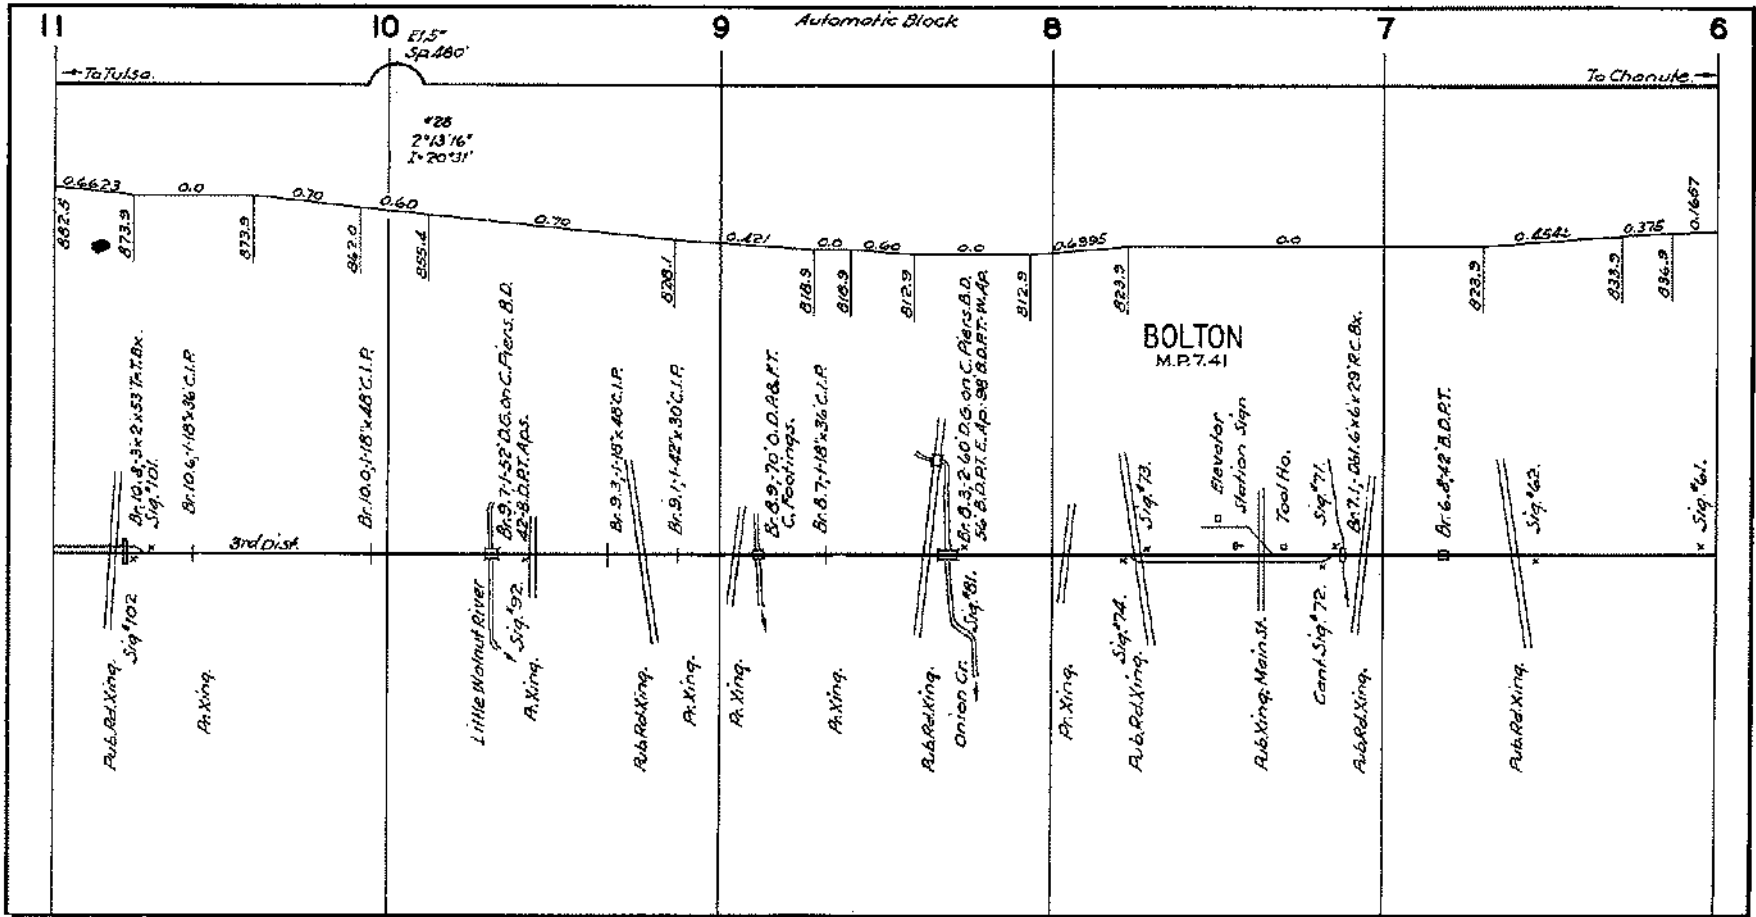 11
10
9
Automatic Block
8
7
6
El.5"
Sp.480'
To Tulsa.
To Chanute.
#28
2°13'16"
I=20°31'
0.6623
0.0
0.70
0.60
0.70
0.421
0.0
0.60
0.0
0.6995
0.0
0.454
0.375
0.1667
882.5
873.9
873.9
862.0
855.4
828.1
818.9
818.9
812.9
812.9
823.9
823.9
833.9
836.9
BOLTON
M.P.7.41
Br.10.8,-3'x2'x53'Tr.T.Bx.
Sig.#101.
Br.10.6,-1-18"x36'C.I.P.
Br.10.0,-1-18"x48'C.I.P.
Br.9.7,-1-52'D.G.on C.Piers.B.D.
42-B.D.P.T.Aps.
Br.9.3,-1-18"x48'C.I.P.
Br.9.1,-1-42"x30'C.I.P.
Br.8.9,-70'O.D.P.& F.T.
C.Footings.
Br.8.7,-1-18"x36'C.I.P.
Br.8.3,-2-60'D.G.on C.Piers.B.D.
56'B.D.P.T.E.Ap.-98'B.D.P.T.-W.Ap.
Sig.#73.
Elevator
Station Sign
Tool Ho.
Sig.#71.
Br.7.1,-Dbl.6'x6'x29'R.C.Bx.
Br.6.8,-42'B.D.P.T.
Sig.#62.
Sig.#61.
3rd Dist.
Pub.Rd.Xing.
Sig.#102
Pr.Xing.
Little Walnut River
Sig.#92.
Pr.Xing.
Pub.Rd.Xing.
Pr.Xing.
Pr.Xing.
Pr.Xing.
Pub.Rd.Xing.
Onion Cr.
Sig.#81.
Pr.Xing.
Sig.#74.
Pub.Rd.Xing.
Pub.Xing.Main St.
Cant.Sig.#72.
Pub.Rd.Xing.
Pub.Rd.Xing.